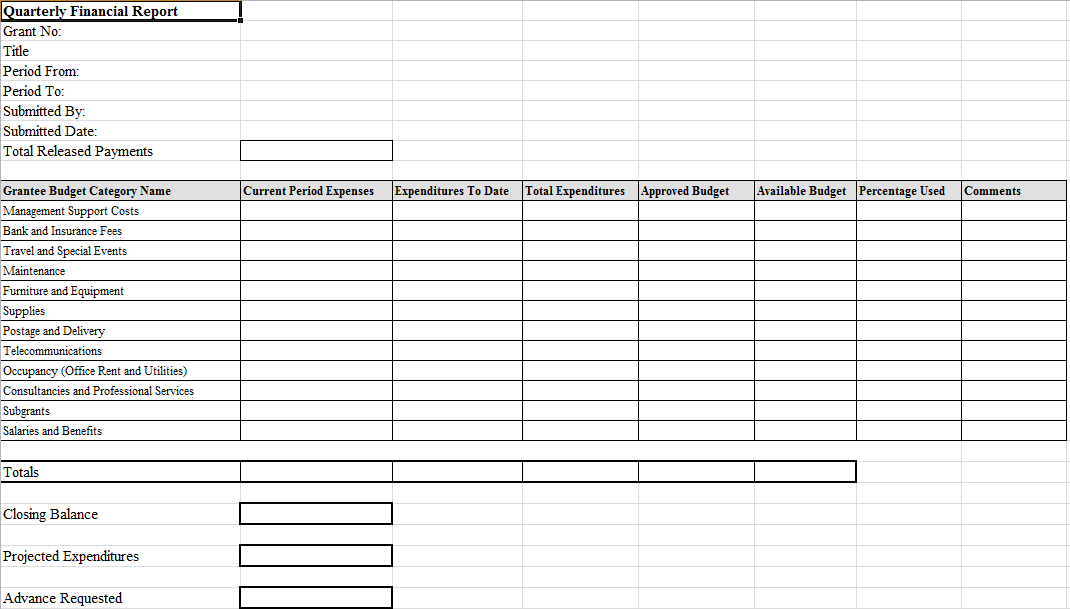 Quarterly Financial Report
Grant No:
Title
Period From:
Period To:
Submitted By:
Submitted Date:
Total Released Payments
Grantee Budget Category Name Current Period Expenses Expenditures To Date Total Expenditures Approved Budget Available Budget Percentage Used Comments
Management Support Costs
Bank and Insurance Fees
Travel and Special Events
Maintenance
Furniture and Equipment
Supplies
Postage and Delivery
Telecommunications
Occupancy (Office Rent and Utilities)
Consultancies and Professional Services
Subgrants
Salaries and Benefits
Totals
Closing Balance
Projected Expenditures
Advance Requested